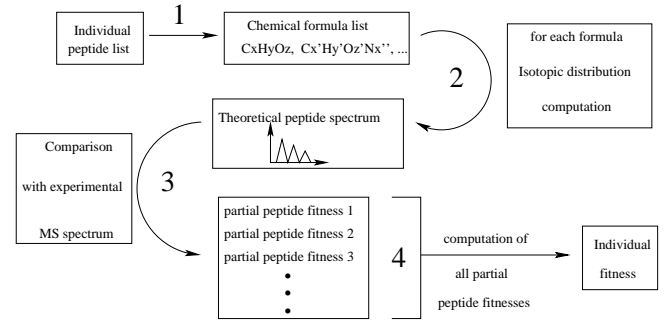 Individual
peptide list
1
Chemical formula list
CxHyOz, Cx'Hy'Oz'Nx'', ...
2
for each formula
Isotopic distribution
computation
Theoretical peptide spectrum
Comparison
with experimental
MS spectrum
3
partial peptide fitness 1
partial peptide fitness 2
partial peptide fitness 3
4
computation of
all partial
peptide fitnesses
Individual
fitness